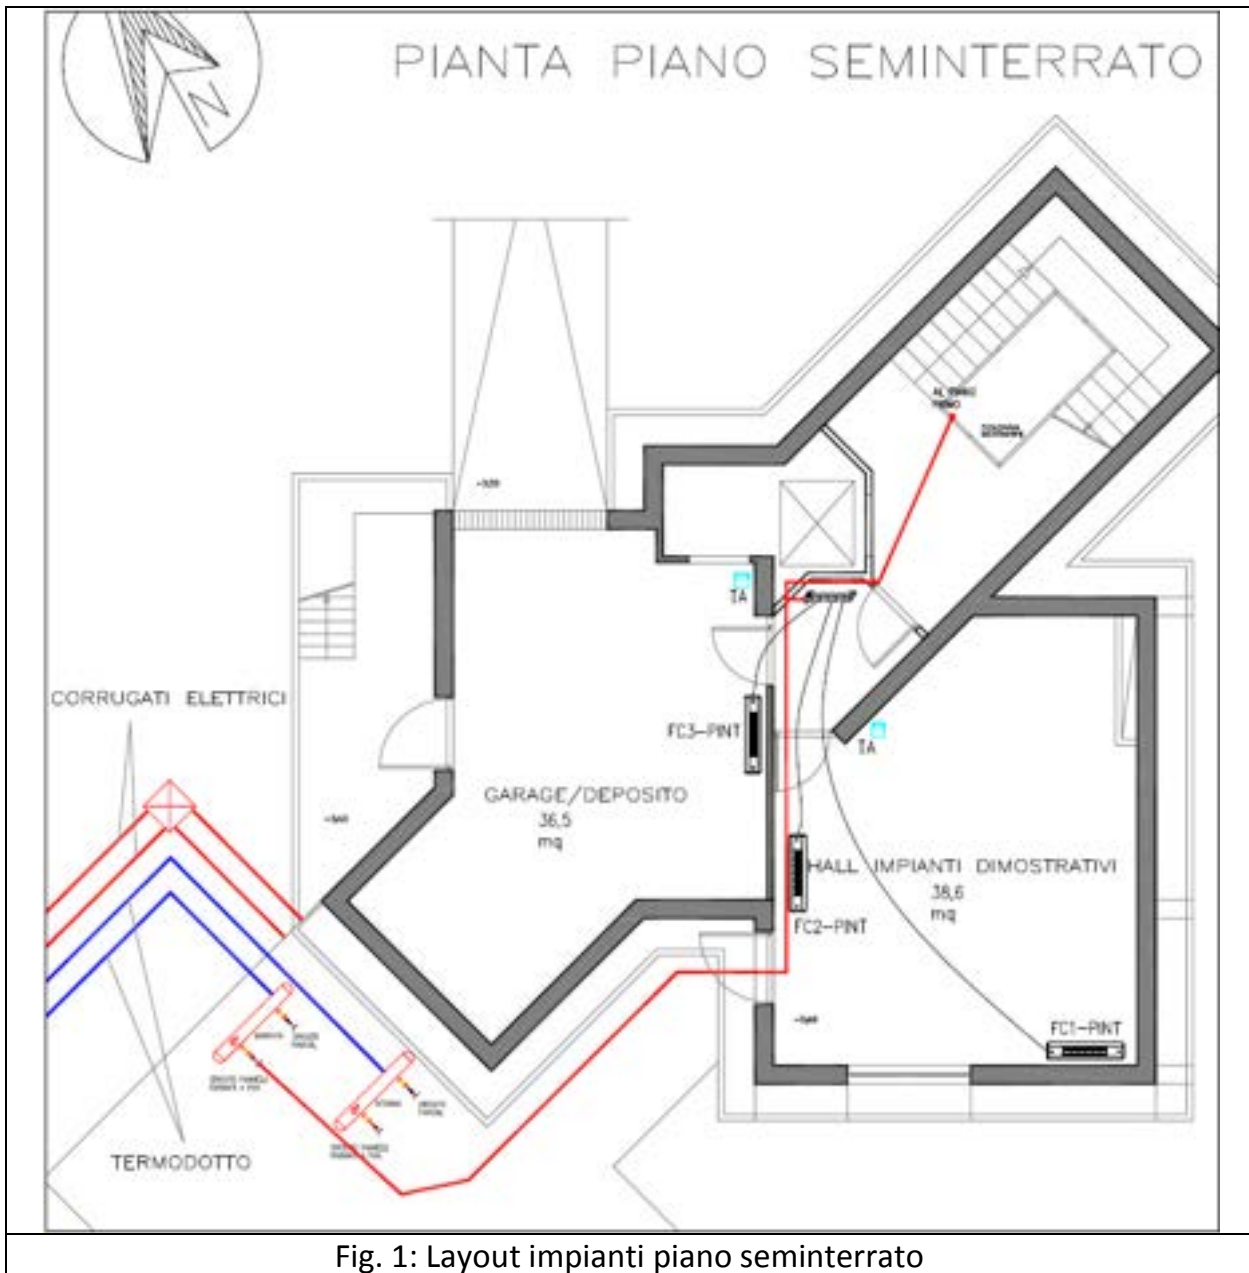 N
PIANTA PIANO SEMINTERRATO
TA
CORRUGATI ELETTRICI
FC3-PINT
TA
GARAGE/DEPOSITO
36,5
mq
HALL IMPIANTI DIMOSTRATIVI
38,6
mq
FC2-PINT
FC1-PINT
TERMODOTTO
Fig. 1: Layout impianti piano seminterrato